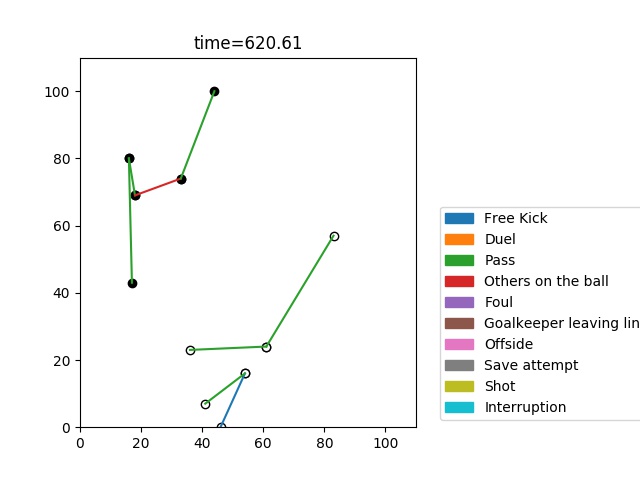 time=620.61
100
80
60
40
20
0
0 20 40 60 80 100
Free Kick
Duel
Pass
Others on the ball
Foul
Goalkeeper leaving lin
Offside
Save attempt
Shot
Interruption